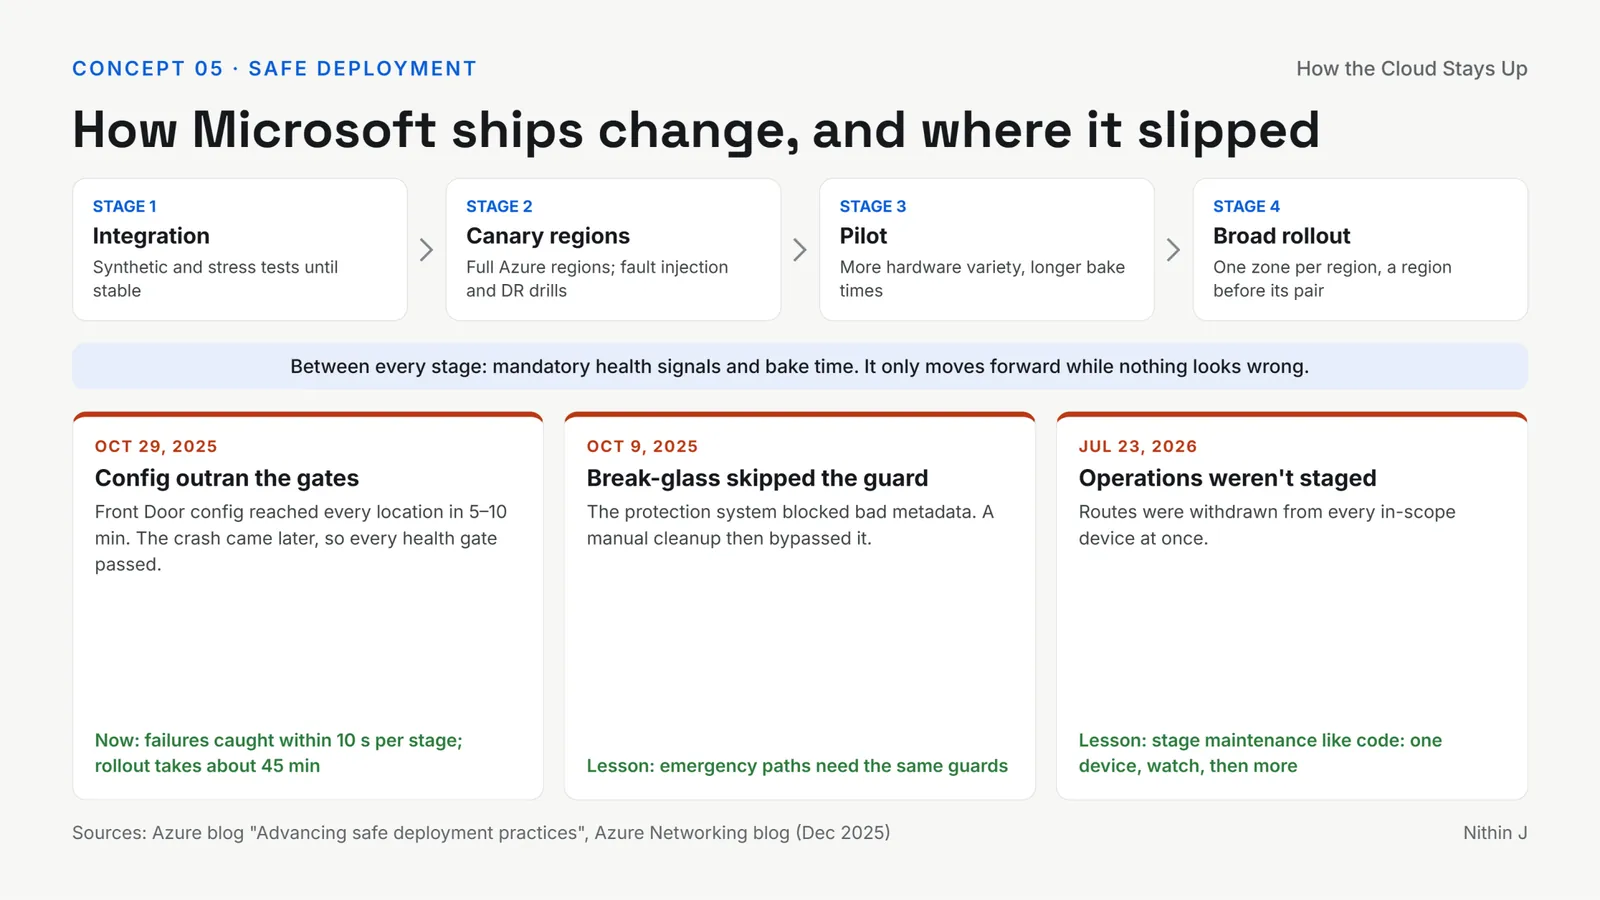 CONCEPT 05 · SAFE DEPLOYMENT
How the Cloud Stays Up
How Microsoft ships change, and where it slipped
STAGE 1
Integration
Synthetic and stress tests until
stable
STAGE 2
Canary regions
Full Azure regions; fault injection
and DR drills
STAGE 3
Pilot
More hardware variety, longer bake
times
STAGE 4
Broad rollout
One zone per region, a region
before its pair
Between every stage: mandatory health signals and bake time. It only moves forward while nothing looks wrong.
OCT 29, 2025
Config outran the gates
Front Door config reached every location in 5–10
min. The crash came later, so every health gate
passed.
Now: failures caught within 10 s per stage;
rollout takes about 45 min
OCT 9, 2025
Break-glass skipped the guard
The protection system blocked bad metadata. A
manual cleanup then bypassed it.
Lesson: emergency paths need the same guards
JUL 23, 2026
Operations weren't staged
Routes were withdrawn from every in-scope
device at once.
Lesson: stage maintenance like code: one
device, watch, then more
Sources: Azure blog "Advancing safe deployment practices", Azure Networking blog (Dec 2025)
Nithin J